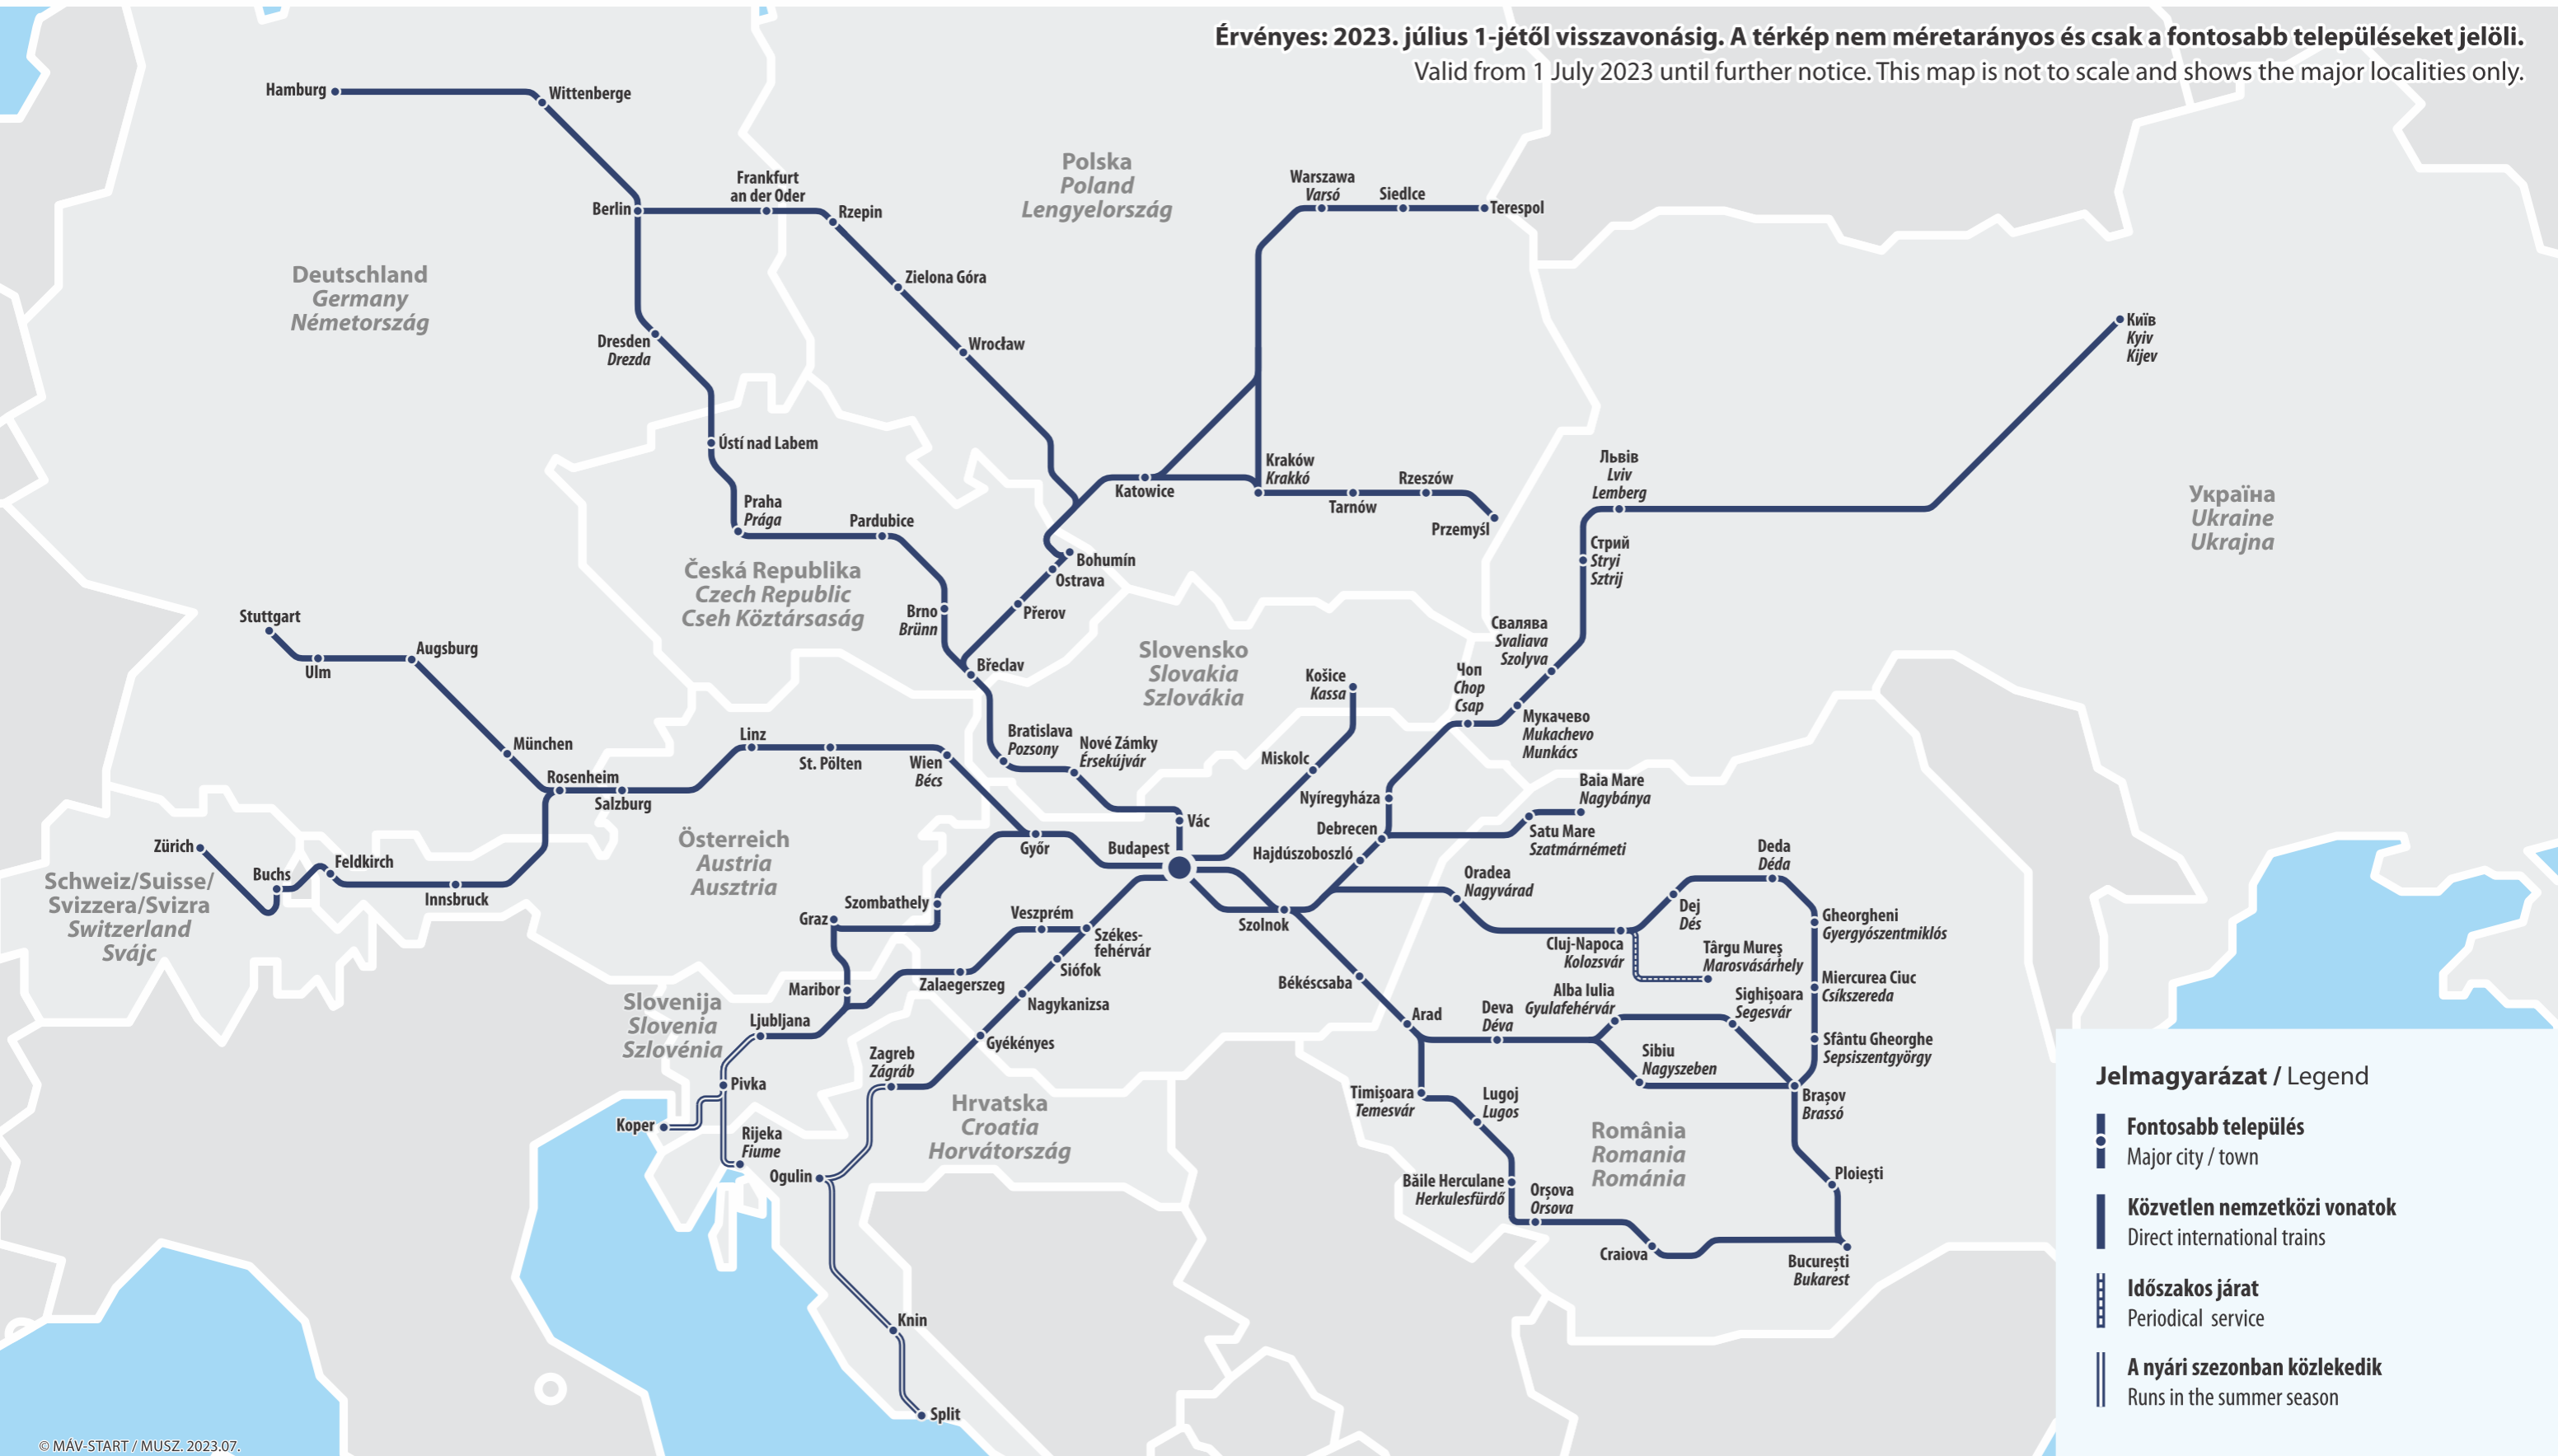 Érvényes: 2023. július 1-jétől visszavonásig. A térkép nem méretarányos és csak a fontosabb településeket jelöli.
Valid from 1 July 2023 until further notice. This map is not to scale and shows the major localities only.
Hamburg
Wittenberge
Berlin
Frankfurt
an der Oder
Rzepin
Zielona Góra
Wrocław
Polska
Poland
Lengyelország
Warszawa
Varsó
Siedlce
Terespol
Deutschland
Germany
Németország
Dresden
Drezda
Ústí nad Labem
Praha
Prága
Pardubice
Česká Republika
Czech Republic
Cseh Köztársaság
Brno
Brünn
Břeclav
Přerov
Ostrava
Bohumín
Katowice
Kraków
Krakkó
Tarnów
Rzeszów
Przemyśl
Київ
Kyiv
Kijev
Львів
Lviv
Lemberg
Стрий
Stryi
Sztrij
Україна
Ukraine
Ukrajna
Свалява
Svaliava
Szolyva
Чоп
Chop
Csap
Мукачево
Mukachevo
Munkács
Slovensko
Slovakia
Szlovákia
Košice
Kassa
Miskolc
Bratislava
Pozsony
Nové Zámky
Érsekújvár
Vác
Stuttgart
Ulm
Augsburg
München
Rosenheim
Salzburg
Linz
St. Pölten
Wien
Bécs
Zürich
Buchs
Feldkirch
Innsbruck
Schweiz/Suisse/
Svizzera/Svizra
Switzerland
Svájc
Österreich
Austria
Ausztria
Győr
Budapest
Szombathely
Graz
Veszprém
Székes-
fehérvár
Siófok
Zalaegerszeg
Nagykanizsa
Gyékényes
Maribor
Ljubljana
Slovenija
Slovenia
Szlovénia
Pivka
Koper
Rijeka
Fiume
Zagreb
Zágráb
Hrvatska
Croatia
Horvátország
Ogulin
Knin
Split
Nyíregyháza
Debrecen
Hajdúszoboszló
Szolnok
Békéscsaba
Baia Mare
Nagybánya
Satu Mare
Szatmárnémeti
Oradea
Nagyvárad
Cluj-Napoca
Kolozsvár
Dej
Dés
Deda
Déda
Gheorgheni
Gyergyószentmiklós
Târgu Mureș
Marosvásárhely
Miercurea Ciuc
Csíkszereda
Sfântu Gheorghe
Sepsiszentgyörgy
Arad
Deva
Déva
Alba Iulia
Gyulafehérvár
Sighișoara
Segesvár
Sibiu
Nagyszeben
Brașov
Brassó
Timișoara
Temesvár
Lugoj
Lugos
Băile Herculane
Herkulesfürdő
Orșova
Orsova
România
Romania
Románia
Ploiești
Craiova
București
Bukarest
Jelmagyarázat / Legend
Fontosabb település
Major city / town
Közvetlen nemzetközi vonatok
Direct international trains
Időszakos járat
Periodical service
A nyári szezonban közlekedik
Runs in the summer season
© MÁV-START / MUSZ. 2023.07.